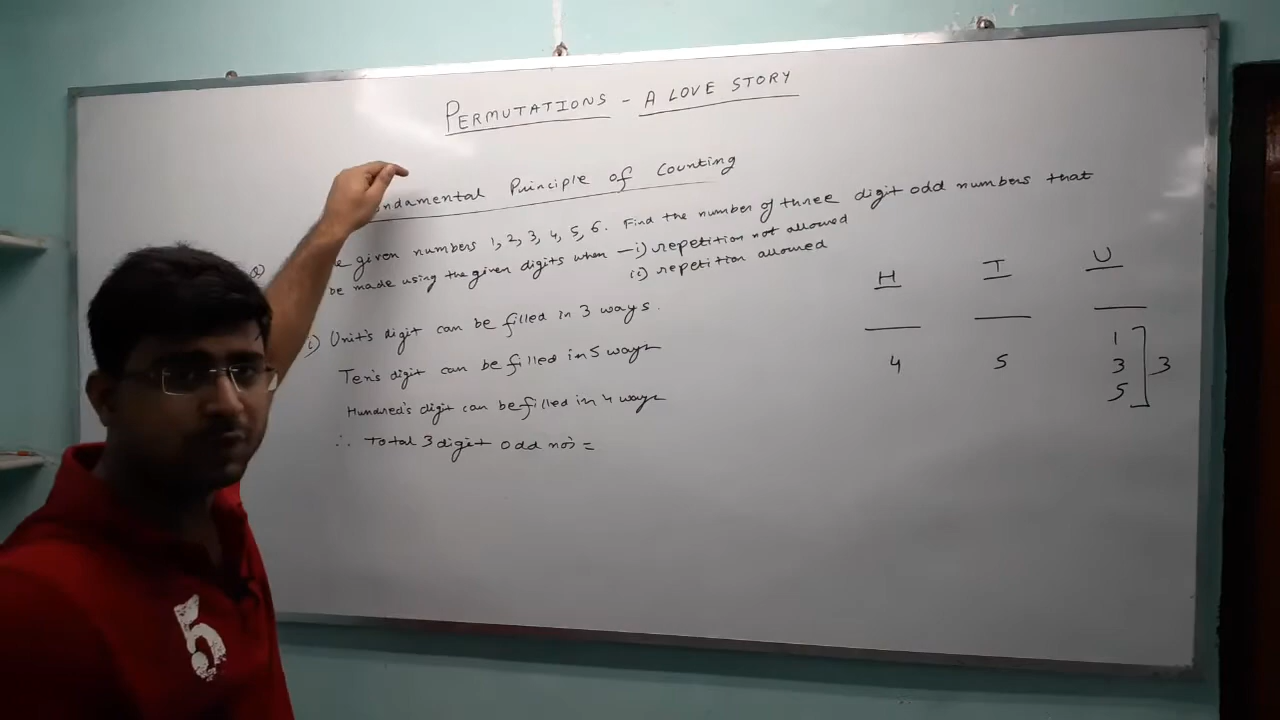 PERMUTATIONS - A LOVE STORY
ndamental Principle of Counting
Q) e given numbers 1, 2, 3, 4, 5, 6. Find the number of three digit odd numbers that
be made using the given digits when - i) repetition not allowed
ii) repetition allowed
H T U
i) Unit's digit can be filled in 3 ways.
Ten's digit can be filled in 5 ways
Hundred's digit can be filled in 4 ways
∴ Total 3 digit odd no's =
1
4 5 3 ] 3
5
5